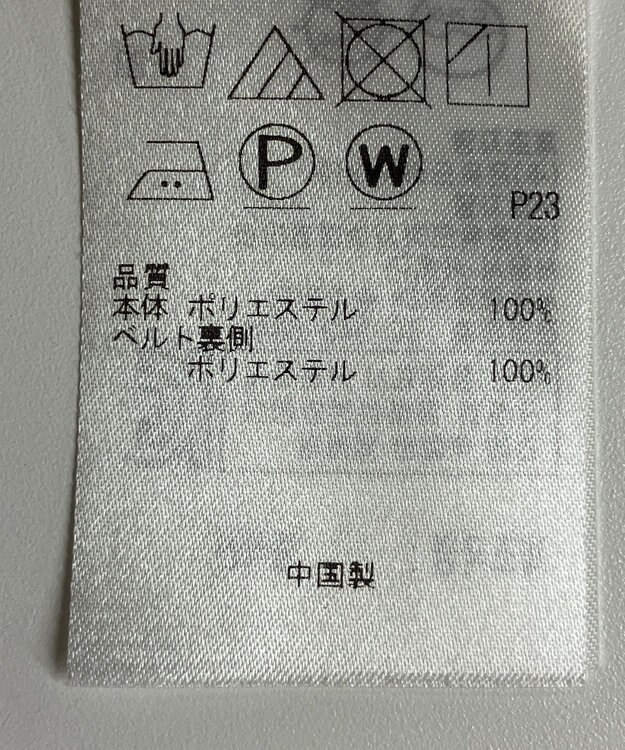 P W
P23
品質
本体 ポリエステル 100%
ベルト裏側
ポリエステル 100%
中国製